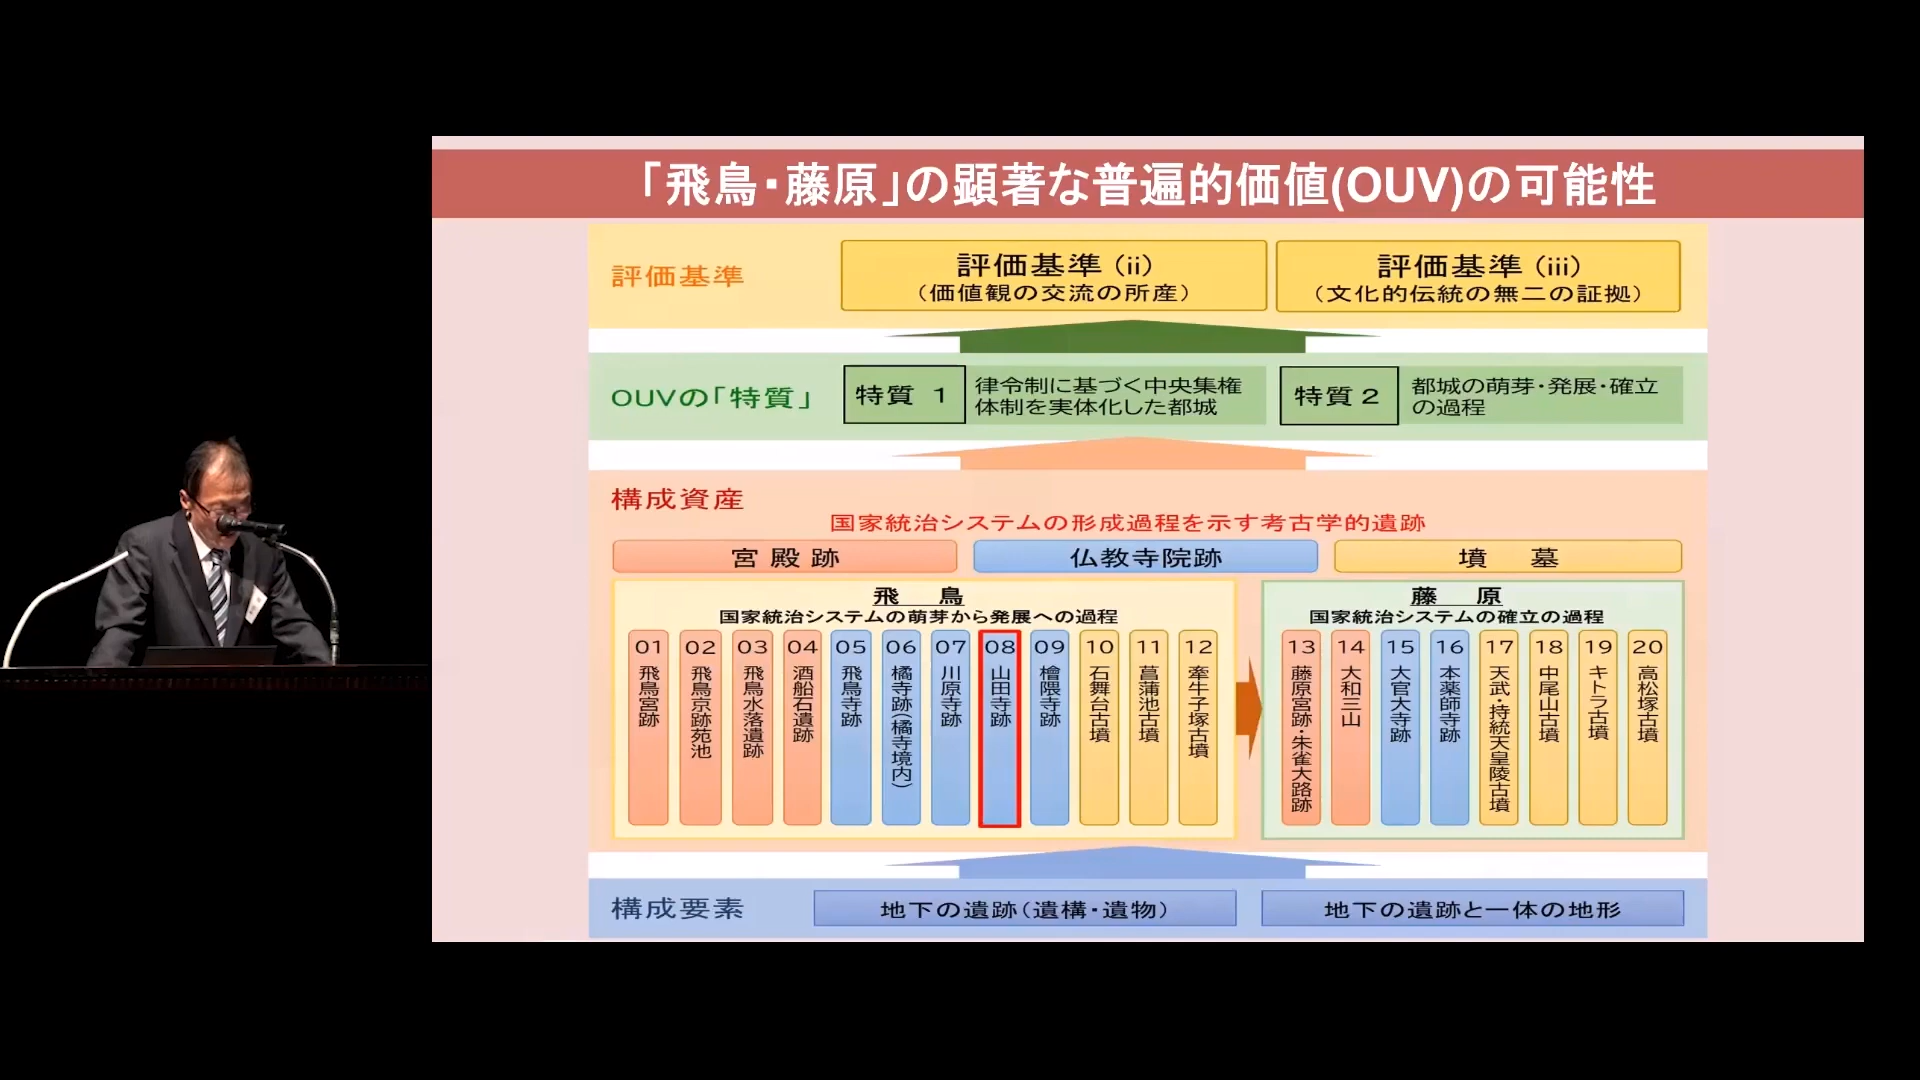 「飛鳥・藤原」の顕著な普遍的価値(OUV)の可能性
評価基準
評価基準(ii)
(価値観の交流の所産)
評価基準(iii)
(文化的伝統の無二の証拠)
OUVの「特質」
特質 1
律令制に基づく中央集権
体制を実体化した都城
特質 2
都城の萌芽・発展・確立
の過程
構成資産
国家統治システムの形成過程を示す考古学的遺跡
宮殿跡
仏教寺院跡
墳 墓
飛 鳥
国家統治システムの萌芽から発展への過程
01 飛鳥宮跡
02 飛鳥京跡苑池
03 飛鳥水落遺跡
04 酒船石遺跡
05 飛鳥寺跡
06 橘寺跡(橘寺境内)
07 川原寺跡
08 山田寺跡
09 檜隈寺跡
10 石舞台古墳
11 菖蒲池古墳
12 牽牛子塚古墳
藤 原
国家統治システムの確立の過程
13 藤原宮跡・朱雀大路跡
14 大和三山
15 大官大寺跡
16 本薬師寺跡
17 天武・持統天皇陵古墳
18 中尾山古墳
19 キトラ古墳
20 高松塚古墳
構成要素
地下の遺跡(遺構・遺物)
地下の遺跡と一体の地形